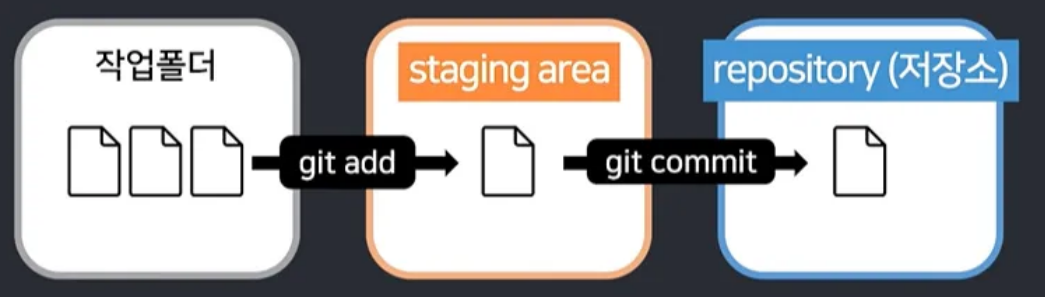 작업폴더
staging area
repository (저장소)
git add
git commit